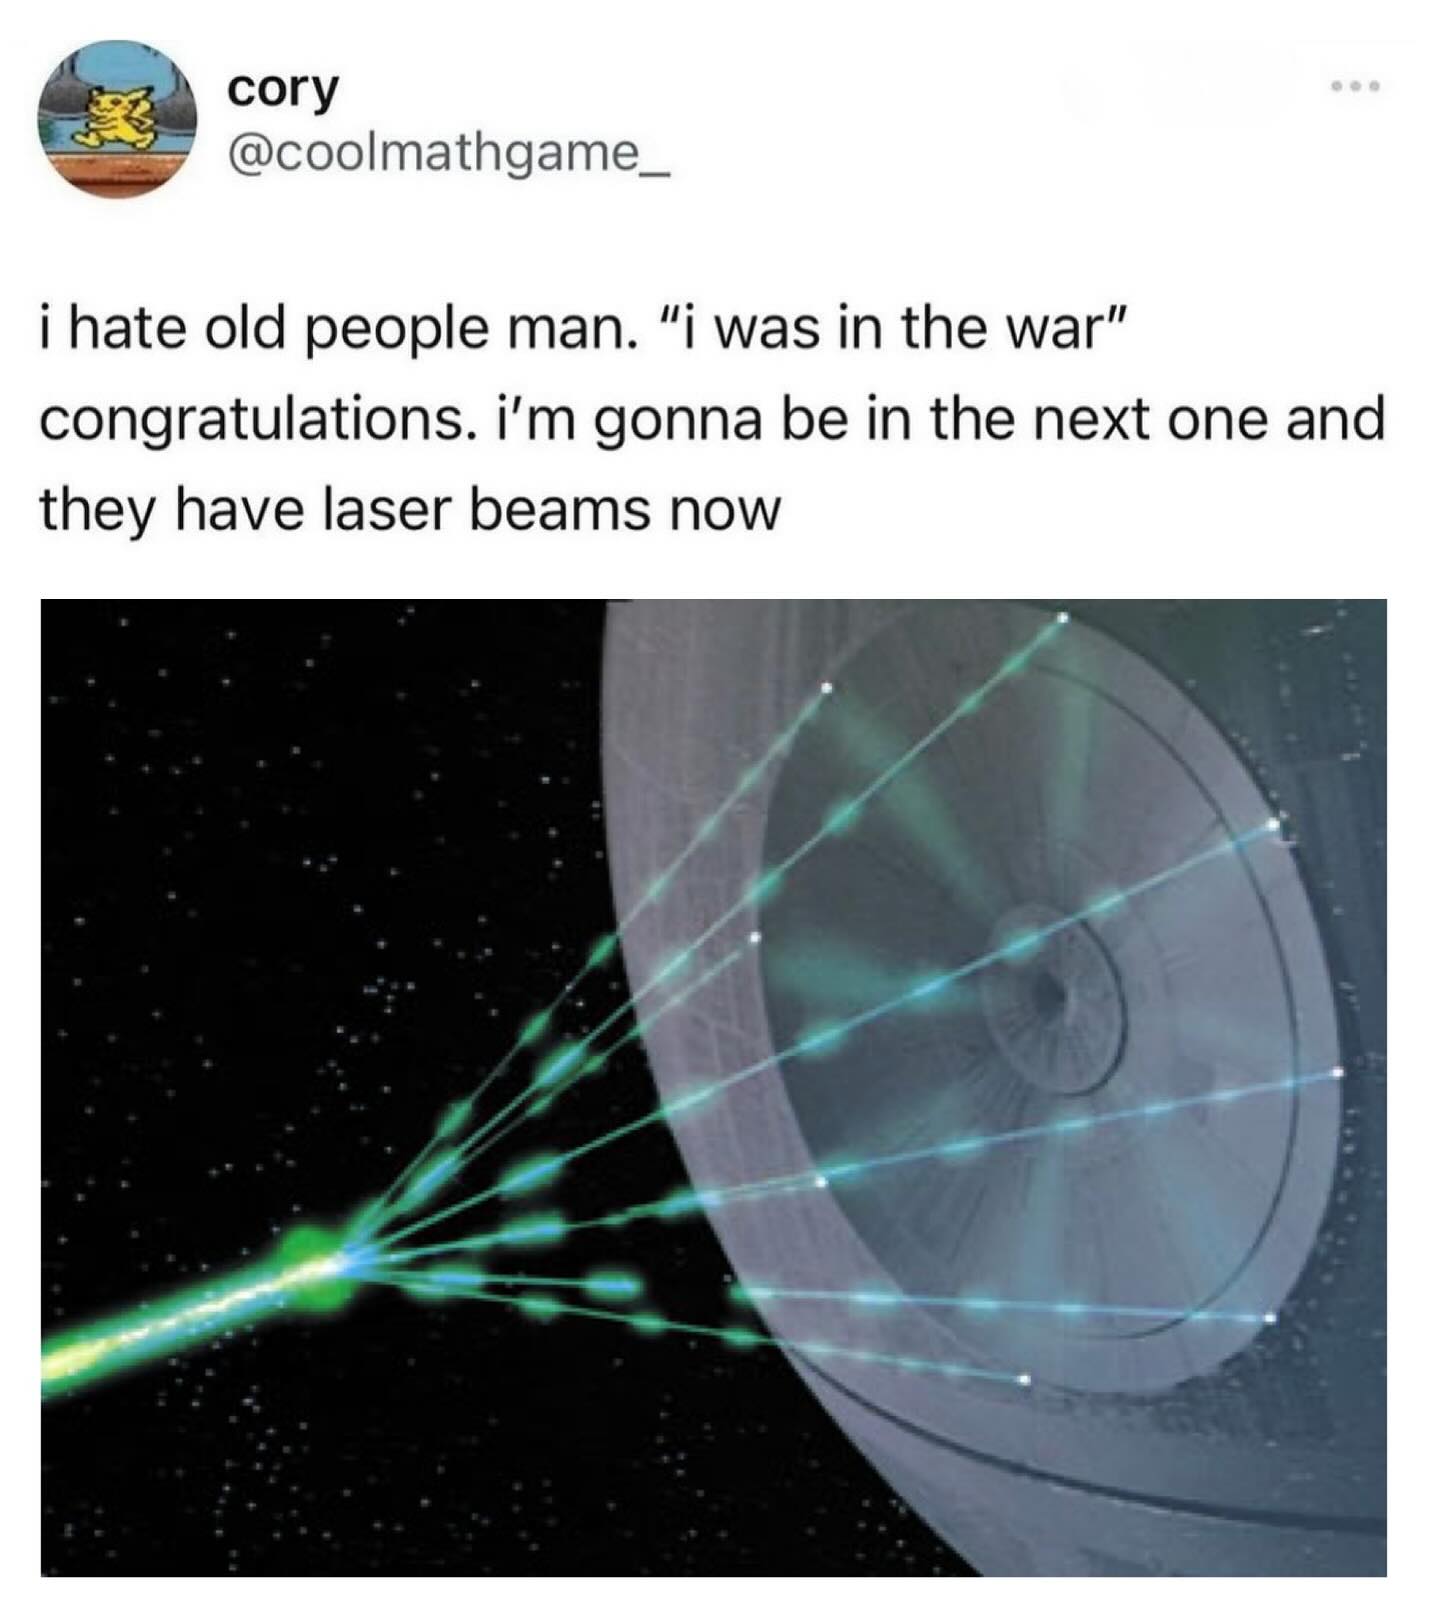 cory
@coolmathgame_
i hate old people man. “i was in the war”
congratulations. i’m gonna be in the next one and
they have laser beams now